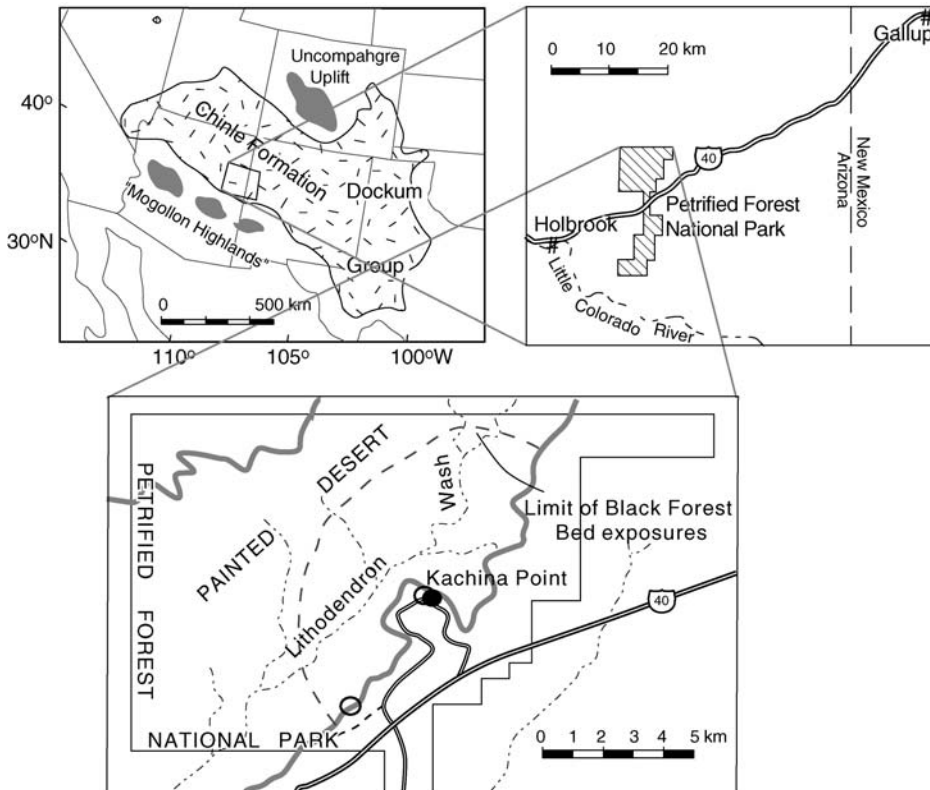 Uncompahgre
Uplift
40°
Chinle Formation
Dockum
"Mogollon Highlands"
30°N
Group
0 500 km
110° 105° 100°W
0 10 20 km
Gallup
40
New Mexico
Arizona
Petrified Forest
National Park
Holbrook
Little Colorado River
PETRIFIED FOREST
NATIONAL PARK
PAINTED DESERT
Wash
Limit of Black Forest
Bed exposures
Lithodendron
Kachina Point
40
0 1 2 3 4 5 km